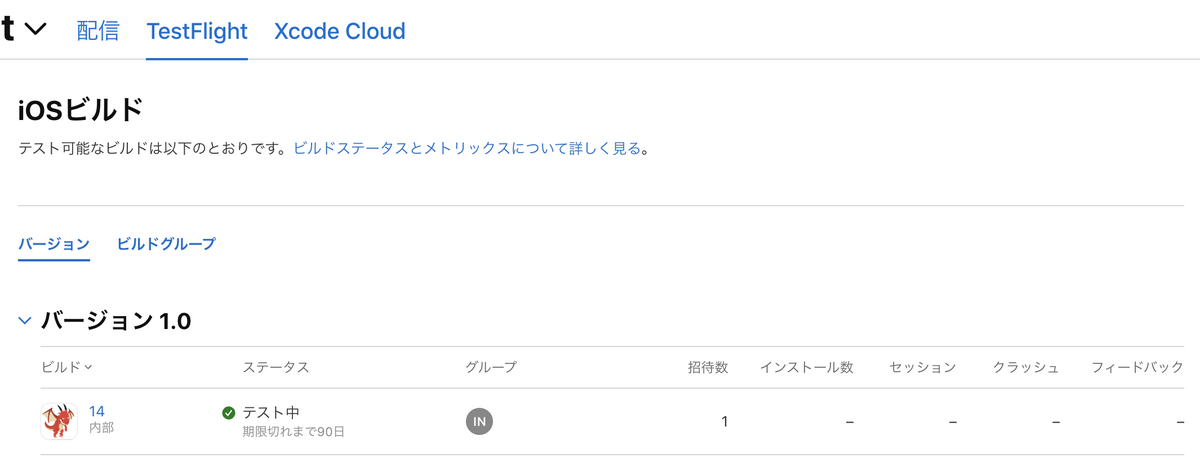 t 配信 TestFlight Xcode Cloud
iOSビルド
テスト可能なビルドは以下のとおりです。ビルドステータスとメトリックスについて詳しく見る。
バージョン ビルドグループ
バージョン 1.0
ビルド ステータス グループ 招待数 インストール数 セッション クラッシュ フィードバック
14 テスト中 IN 1 – – – –
内部 期限切れまで90日